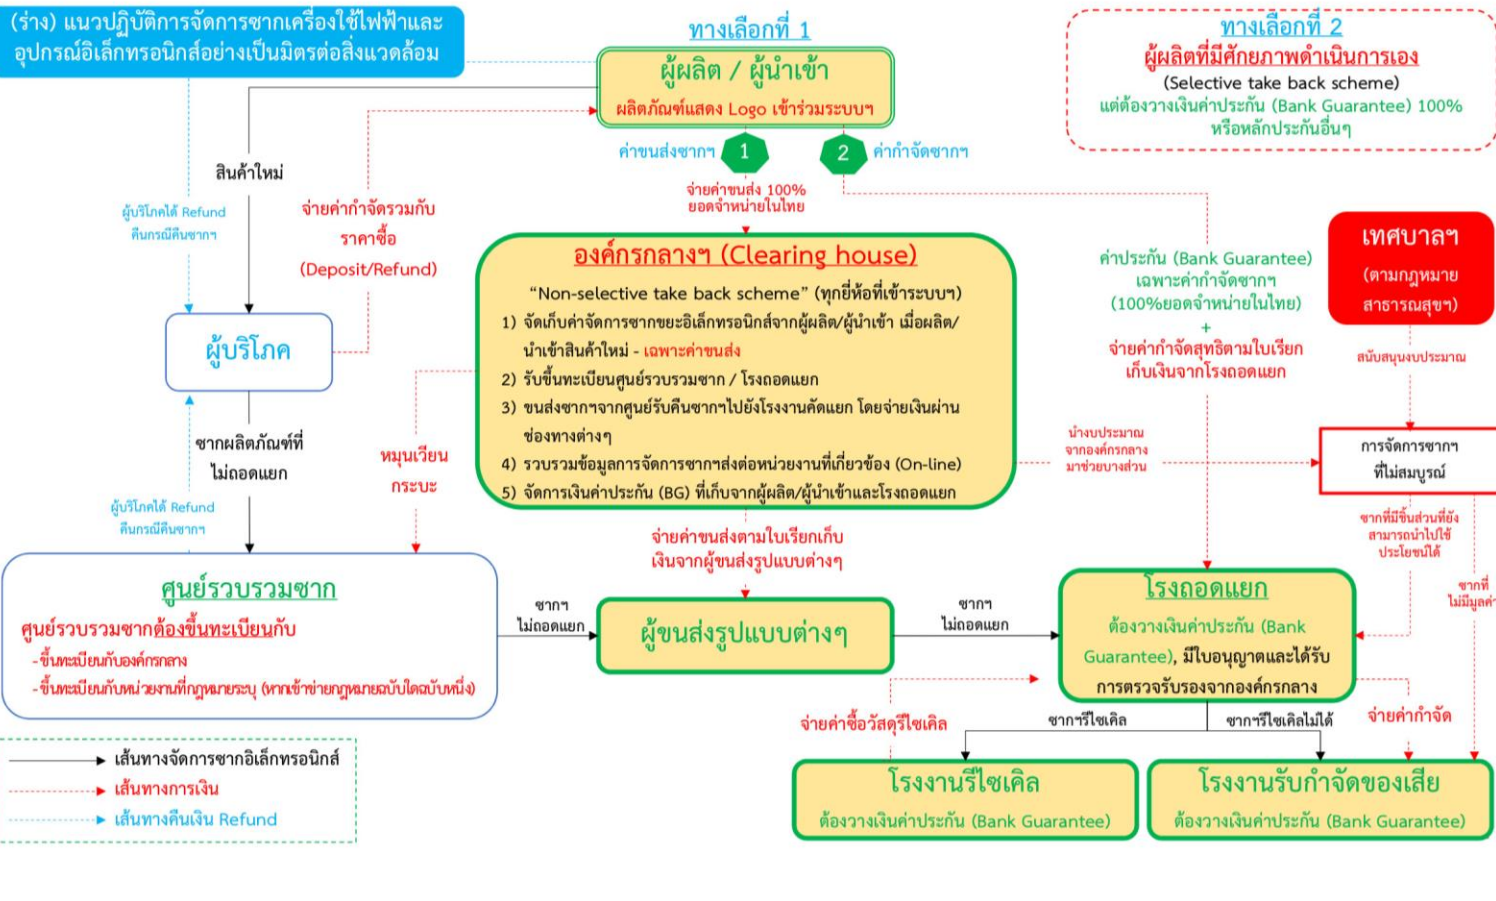 (ร่าง) แนวปฏิบัติการจัดการซากเครื่องใช้ไฟฟ้าและ
อุปกรณ์อิเล็กทรอนิกส์อย่างเป็นมิตรต่อสิ่งแวดล้อม
ทางเลือกที่ 1
ผู้ผลิต / ผู้นำเข้า
ผลิตภัณฑ์แสดง Logo เข้าร่วมระบบฯ
ทางเลือกที่ 2
ผู้ผลิตที่มีศักยภาพดำเนินการเอง
(Selective take back scheme)
แต่ต้องวางเงินค่าประกัน (Bank Guarantee) 100%
หรือหลักประกันอื่นๆ
ค่าขนส่งซากฯ
1
2
ค่ากำจัดซากฯ
สินค้าใหม่
ผู้บริโภคได้ Refund
คืนกรณีคืนซากฯ
จ่ายค่ากำจัดรวมกับ
ราคาซื้อ
(Deposit/Refund)
จ่ายค่าขนส่ง 100%
ยอดจำหน่ายในไทย
องค์กรกลางฯ (Clearing house)
“Non-selective take back scheme” (ทุกยี่ห้อที่เข้าระบบฯ)
1) จัดเก็บค่าจัดการซากขยะอิเล็กทรอนิกส์จากผู้ผลิต/ผู้นำเข้า เมื่อผลิต/
นำเข้าสินค้าใหม่ - เฉพาะค่าขนส่ง
2) รับขึ้นทะเบียนศูนย์รวบรวมซาก / โรงถอดแยก
3) ขนส่งซากฯจากศูนย์รับคืนซากฯไปยังโรงงานคัดแยก โดยจ่ายเงินผ่าน
ช่องทางต่างๆ
4) รวบรวมข้อมูลการจัดการซากฯส่งต่อหน่วยงานที่เกี่ยวข้อง (On-line)
5) จัดการเงินค่าประกัน (BG) ที่เก็บจากผู้ผลิต/ผู้นำเข้าและโรงถอดแยก
ค่าประกัน (Bank Guarantee)
เฉพาะค่ากำจัดซากฯ
(100%ยอดจำหน่ายในไทย)
+
จ่ายค่ากำจัดสุทธิตามใบเรียก
เก็บเงินจากโรงถอดแยก
เทศบาลฯ
(ตามกฎหมาย
สาธารณสุขฯ)
สนับสนุนงบประมาณ
ผู้บริโภค
ซากผลิตภัณฑ์ที่
ไม่ถอดแยก
หมุนเวียน
กระบะ
ผู้บริโภคได้ Refund
คืนกรณีคืนซากฯ
นำงบประมาณ
จากองค์กรกลาง
มาช่วยบางส่วน
การจัดการซากฯ
ที่ไม่สมบูรณ์
ซากที่มีชิ้นส่วนที่ยัง
สามารถนำไปใช้
ประโยชน์ได้
ซากที่
ไม่มีมูลค่า
จ่ายค่าขนส่งตามใบเรียกเก็บ
เงินจากผู้ขนส่งรูปแบบต่างๆ
ศูนย์รวบรวมซาก
ศูนย์รวบรวมซากต้องขึ้นทะเบียนกับ
-ขึ้นทะเบียนกับองค์กรกลาง
-ขึ้นทะเบียนกับหน่วยงานที่กฎหมายระบุ (หากเข้าข่ายกฎหมายฉบับใดฉบับหนึ่ง)
ซากฯ
ไม่ถอดแยก
ผู้ขนส่งรูปแบบต่างๆ
ซากฯ
ไม่ถอดแยก
โรงถอดแยก
ต้องวางเงินค่าประกัน (Bank
Guarantee), มีใบอนุญาตและได้รับ
การตรวจรับรองจากองค์กรกลาง
จ่ายค่าซื้อวัสดุรีไซเคิล
ซากฯรีไซเคิล
ซากฯรีไซเคิลไม่ได้
จ่ายค่ากำจัด
โรงงานรีไซเคิล
ต้องวางเงินค่าประกัน (Bank Guarantee)
โรงงานรับกำจัดของเสีย
ต้องวางเงินค่าประกัน (Bank Guarantee)
เส้นทางจัดการซากอิเล็กทรอนิกส์
เส้นทางการเงิน
เส้นทางคืนเงิน Refund